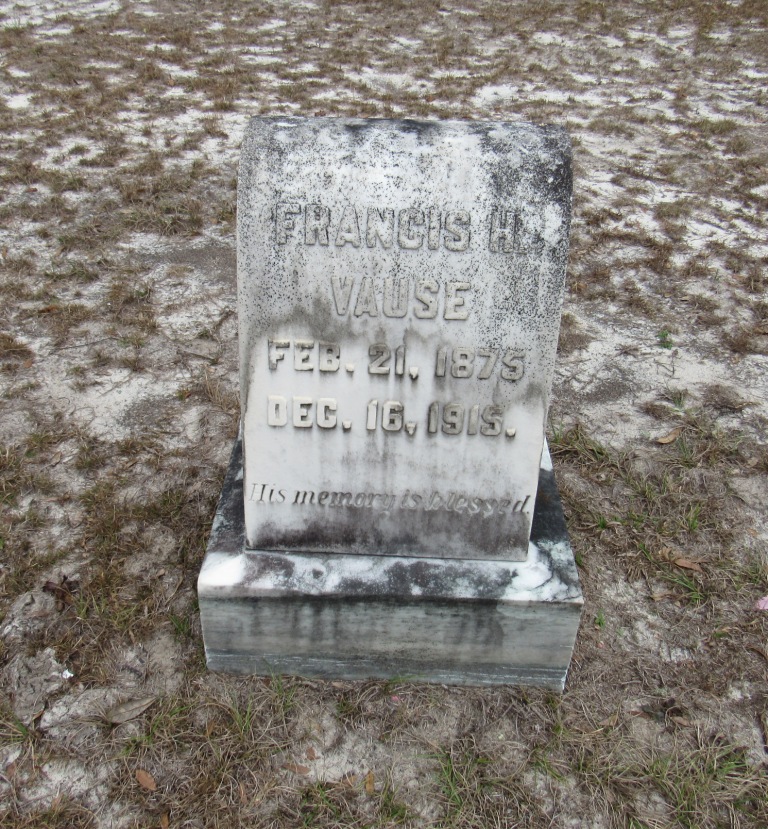 FRANCIS H.
VAUSE
FEB. 21, 1875
DEC. 16, 1915.
His memory is blessed.